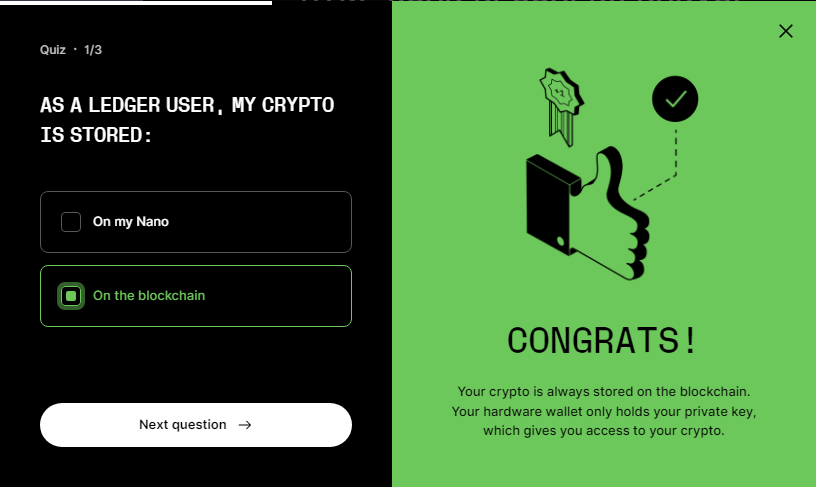 Quiz · 1/3
AS A LEDGER USER, MY CRYPTO
IS STORED:
On my Nano
On the blockchain
Next question →
CONGRATS!
Your crypto is always stored on the blockchain.
Your hardware wallet only holds your private key,
which gives you access to your crypto.